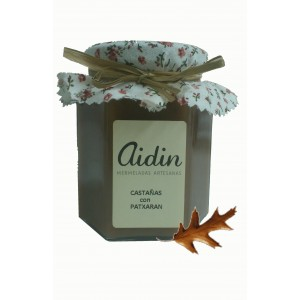 aidin
MERMELADAS ARTESANAS
CASTAÑAS
con
PATXARAN